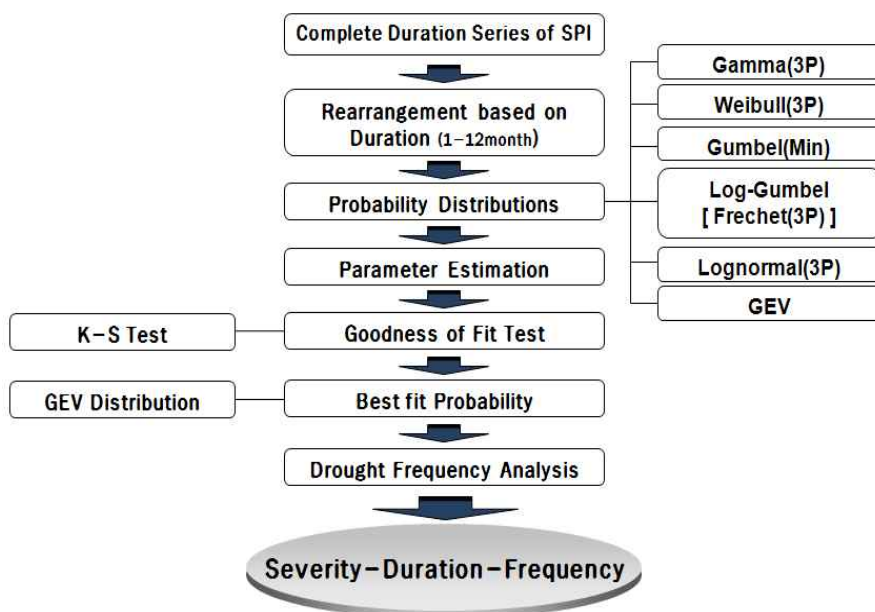 Complete Duration Series of SPI
Rearrangement based on
Duration (1-12month)
Probability Distributions
Gamma(3P)
Weibull(3P)
Gumbel(Min)
Log-Gumbel
[ Frechet(3P) ]
Lognormal(3P)
GEV
Parameter Estimation
K-S Test
Goodness of Fit Test
GEV Distribution
Best fit Probability
Drought Frequency Analysis
Severity-Duration-Frequency